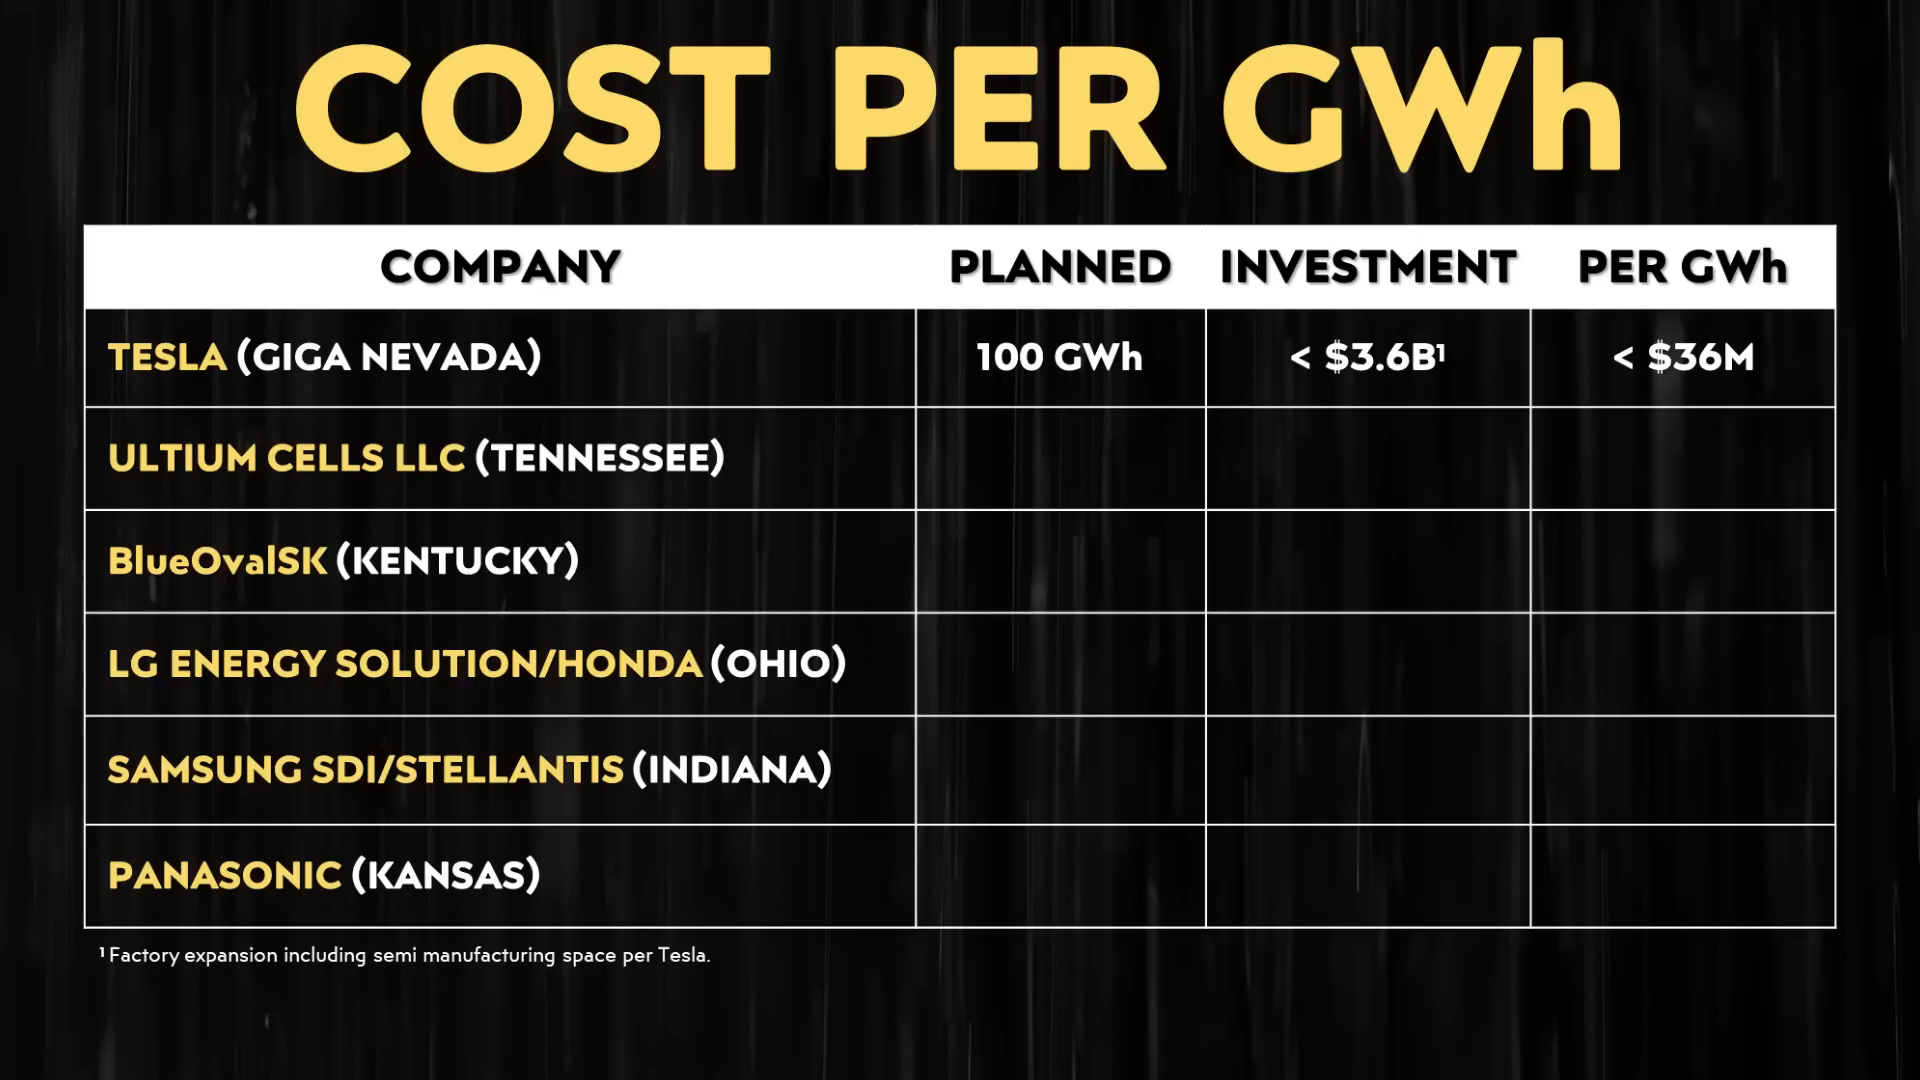 COST PER GWh
COMPANY PLANNED INVESTMENT PER GWh
TESLA (GIGA NEVADA) 100 GWh < $3.6B¹ < $36M
ULTIUM CELLS LLC (TENNESSEE)
BlueOvalSK (KENTUCKY)
LG ENERGY SOLUTION/HONDA (OHIO)
SAMSUNG SDI/STELLANTIS (INDIANA)
PANASONIC (KANSAS)
¹ Factory expansion including semi manufacturing space per Tesla.